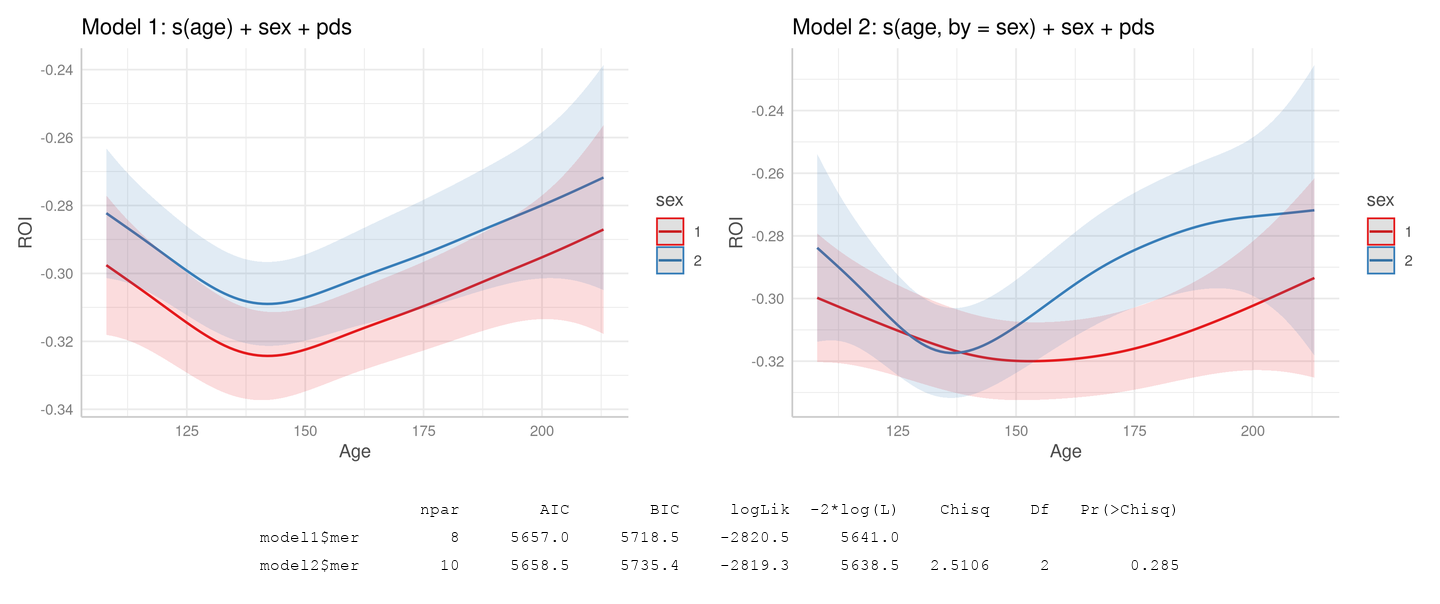 Model 1: s(age) + sex + pds
-0.24
-0.26
-0.28
-0.30
-0.32
-0.34
ROI
125 150 175 200
Age
sex
1
2
Model 2: s(age, by = sex) + sex + pds
-0.24
-0.26
-0.28
-0.30
-0.32
ROI
125 150 175 200
Age
sex
1
2
npar AIC BIC logLik -2*log(L) Chisq Df Pr(>Chisq)
model1$mer 8 5657.0 5718.5 -2820.5 5641.0
model2$mer 10 5658.5 5735.4 -2819.3 5638.5 2.5106 2 0.285